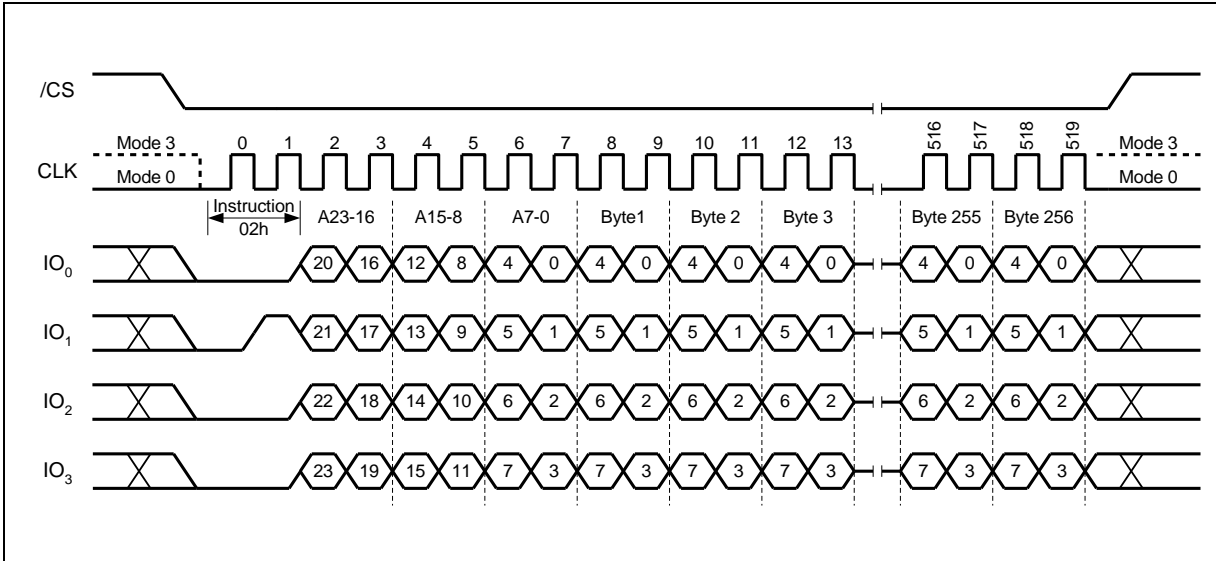 /CS
Mode 3 0 1 2 3 4 5 6 7 8 9 10 11 12 13 516 517 518 519 Mode 3
CLK
Mode 0 Mode 0
Instruction
02h
A23-16 A15-8 A7-0 Byte1 Byte 2 Byte 3 Byte 255 Byte 256
IO0 20 16 12 8 4 0 4 0 4 0 4 0 4 0 4 0
IO1 21 17 13 9 5 1 5 1 5 1 5 1 5 1 5 1
IO2 22 18 14 10 6 2 6 2 6 2 6 2 6 2 6 2
IO3 23 19 15 11 7 3 7 3 7 3 7 3 7 3 7 3